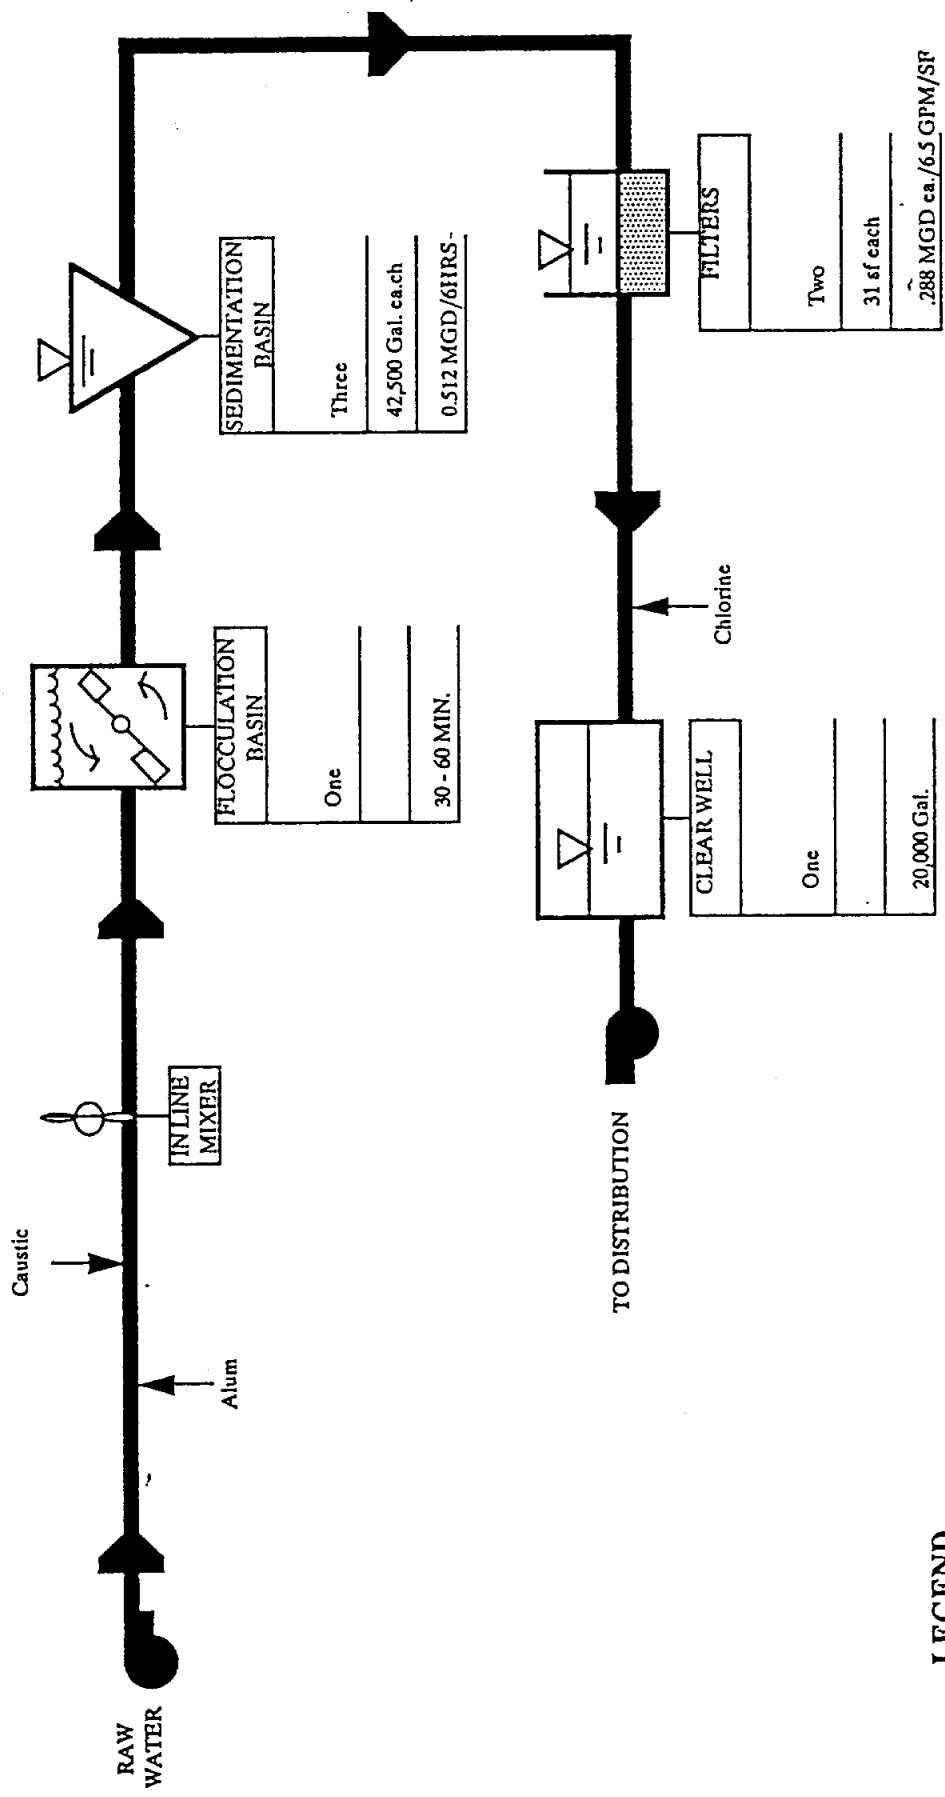 RAW
WATER
Alum
Caustic
INLINE
MIXER
FLOCCULATION
BASIN
One
30 - 60 MIN.
SEDIMENTATION
BASIN
Three
42,500 Gal. ea.ch
0.512 MGD/6HRS-
FILTERS
Two
31 sf each
.288 MGD ea./6.5 GPM/SF
Chlorine
CLEAR WELL
One
20,000 Gal.
TO DISTRIBUTION
LEGEND